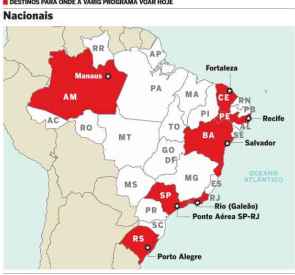 DESTINOS PARA ONDE A VARIG PROGRAMA VOAR HOJE
Nacionais
RR
AP
Fortaleza
Manaus
AM
PA
MA
CE
RN
PB
PI
PE
Recife
AC
AL
RO
TO
SE
BA
MT
Salvador
GO
DF
OCEANO
ATLÂNTICO
MG
MS
ES
SP
RJ
Rio (Galeão)
PR
Ponte Aérea SP-RJ
SC
RS
Porto Alegre